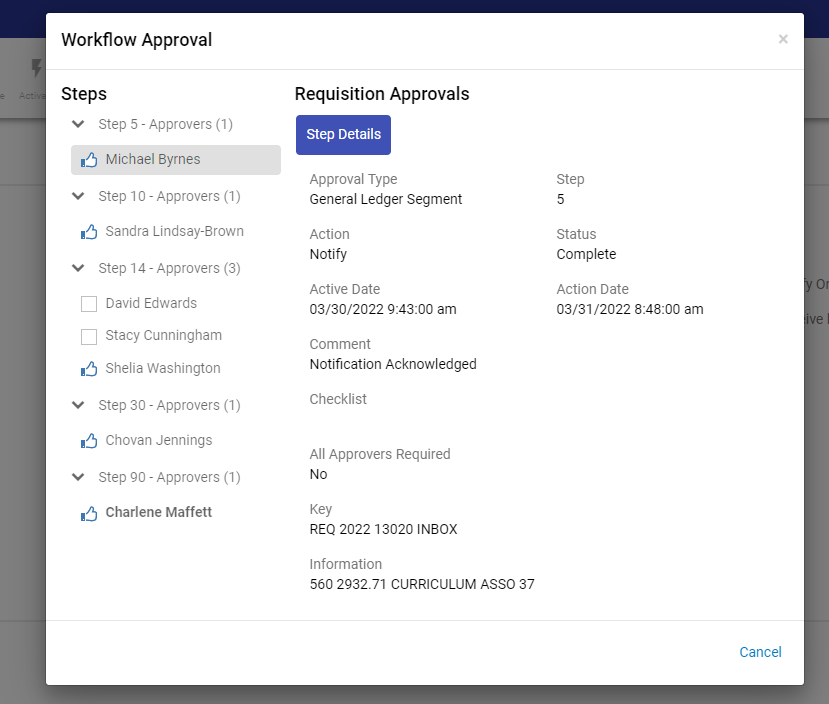 Workflow Approval
×
Steps
Step 5 - Approvers (1)
Michael Byrnes
Step 10 - Approvers (1)
Sandra Lindsay-Brown
Step 14 - Approvers (3)
David Edwards
Stacy Cunningham
Shelia Washington
Step 30 - Approvers (1)
Chovan Jennings
Step 90 - Approvers (1)
Charlene Maffett
Requisition Approvals
Step Details
Approval Type
General Ledger Segment
Step
5
Action
Notify
Status
Complete
Active Date
03/30/2022 9:43:00 am
Action Date
03/31/2022 8:48:00 am
Comment
Notification Acknowledged
Checklist
All Approvers Required
No
Key
REQ 2022 13020 INBOX
Information
560 2932.71 CURRICULUM ASSO 37
Cancel